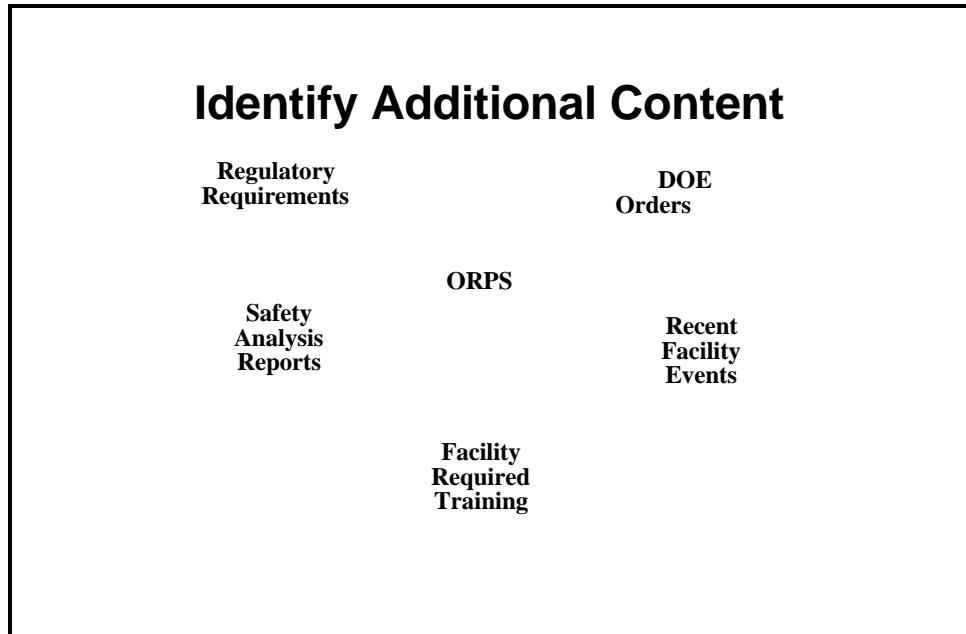 Identify Additional Content
Regulatory
Requirements
DOE
Orders
ORPS
Safety
Analysis
Reports
Recent
Facility
Events
Facility
Required
Training